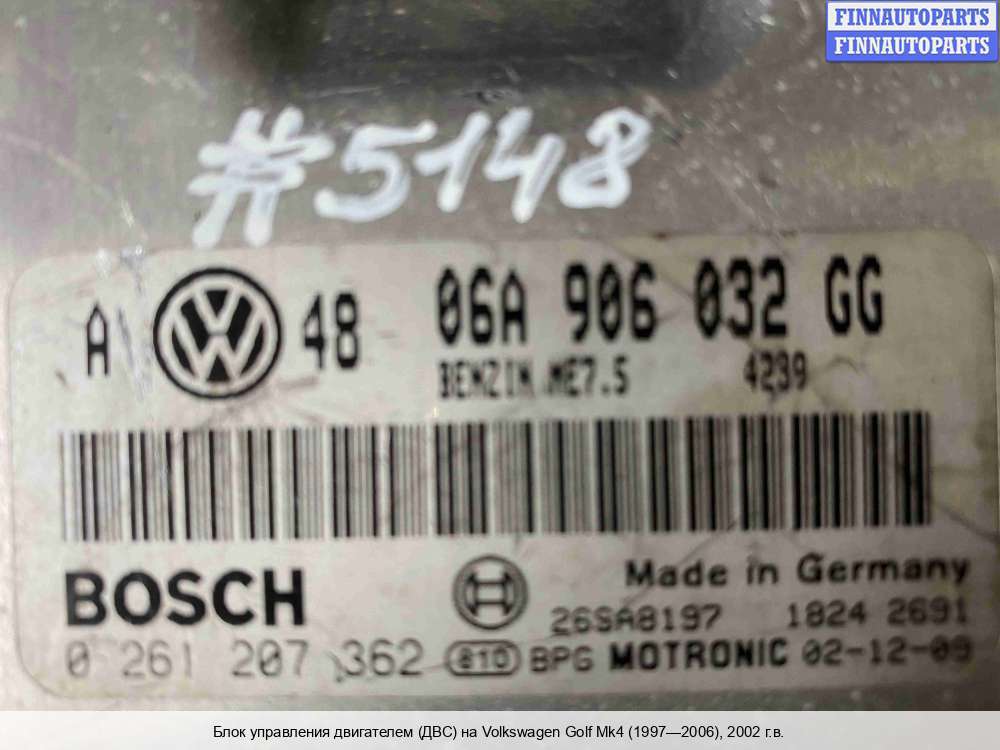 FINNAUTOPARTS
FINNAUTOPARTS
#5148
A VW 48 06A 906 032 GG
BENZIN ME7.5 4239
BOSCH Made in Germany
26SA8197 1824 2691
0 261 207 362 810 BPG MOTRONIC 02-12-09
Блок управления двигателем (ДВС) на Volkswagen Golf Mk4 (1997—2006), 2002 г.в.